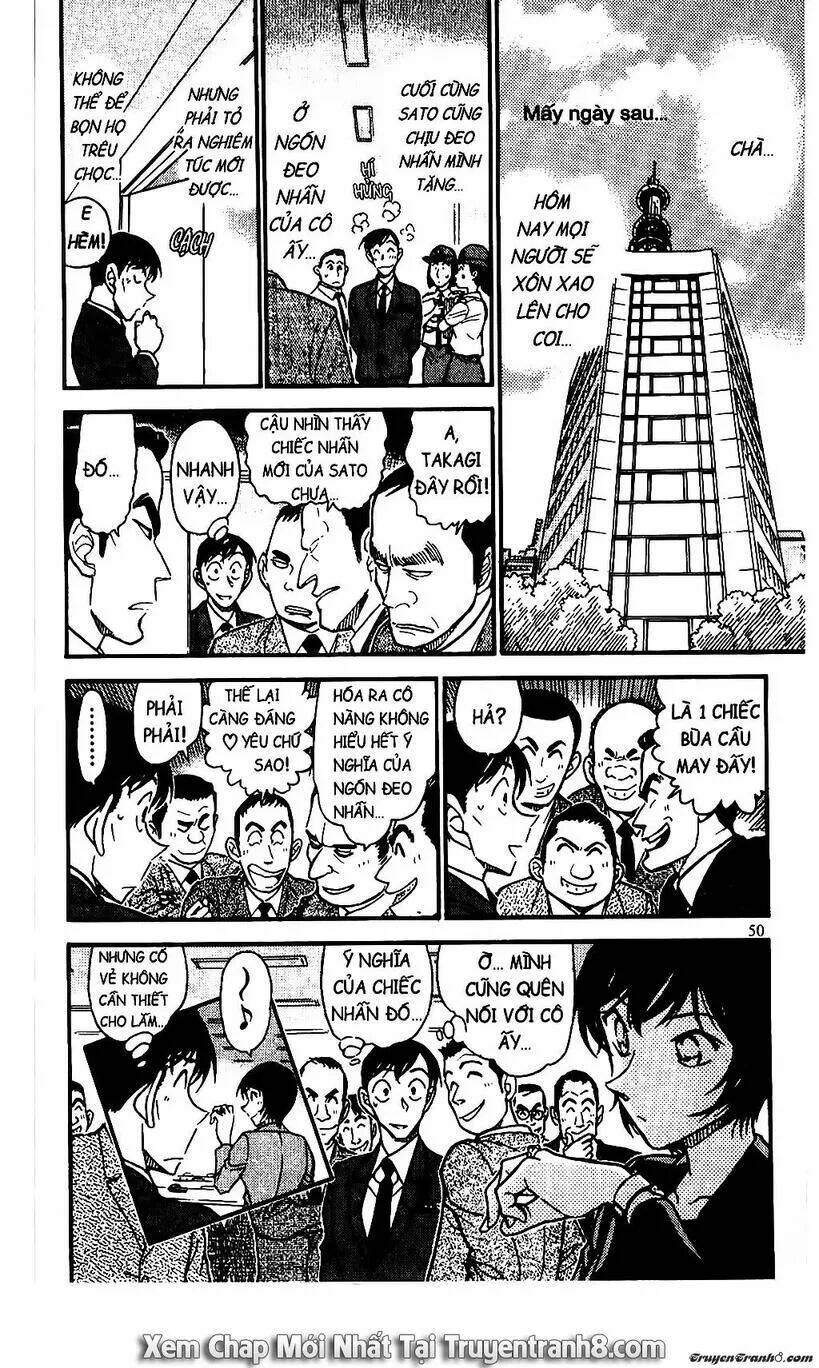 Mấy ngày sau...
CHÀ...
HÔM
NAY MỌI
NGƯỜI SẼ
XÔN XAO
LÊN CHO
COI...
CUỐI CÙNG
SATO CŨNG
CHỊU ĐEO
NHẪN MÌNH
TẶNG...
HÍ
HỬNG
Ở
NGÓN
ĐEO
NHẪN
CỦA CÔ
ẤY...
NHƯNG
PHẢI TỎ
RA NGHIÊM
TÚC MỚI
ĐƯỢC...
KHÔNG
THỂ ĐỂ
BỌN HỌ
TRÊU
CHỌC...
E
HÈM!
CẠCH
A,
TAKAGI
ĐÂY RỒI!
CẬU NHÌN THẤY
CHIẾC NHẪN
MỚI CỦA SATO
CHƯA...
NHANH
VẬY...
ĐÓ...
LÀ 1 CHIẾC
BÙA CẦU
MAY ĐẤY!
HẢ?
HÓA RA CÔ
NÀNG KHÔNG
HIỂU HẾT Ý
NGHĨA CỦA
NGÓN ĐEO
NHẪN...
THẾ LẠI
CÀNG ĐÁNG
♡ YÊU CHỨ
SAO!
PHẢI
PHẢI!
........
50
Ờ... MÌNH
CŨNG QUÊN
NÓI VỚI CÔ
ẤY...
Ý NGHĨA
CỦA CHIẾC
NHẪN ĐÓ...
~♪
NHƯNG CÓ
VẺ KHÔNG
CẦN THIẾT
CHO LẮM...
Xem Chap Mới Nhất Tại Truyentranh8.com
TruyenTranh8.com